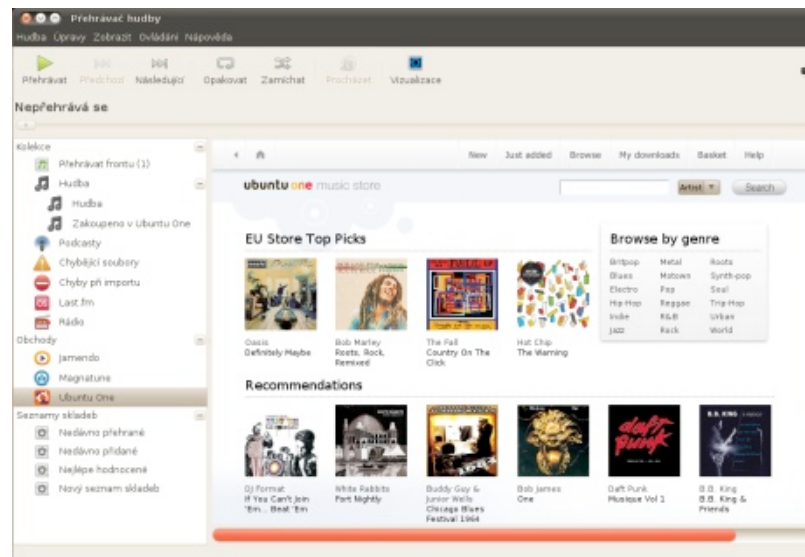 Přehrávač hudby
Hudba Úpravy Zobrazit Ovládání Nápověda
Přehrávat Předchozí Následující Opakovat Zamíchat Procházet Vizualizace
Nepřehrává se
Kolekce
Přehrávat frontu (1)
Hudba
Hudba
Zakoupeno v Ubuntu One
Podcasty
Chybějící soubory
Chyby při importu
Last.fm
Rádio
Obchody
Jamendo
Magnatune
Ubuntu One
Seznamy skladeb
Nedávno přehrané
Nedávno přidané
Nejlépe hodnocené
Nový seznam skladeb
New Just added Browse My downloads Basket Help
ubuntu one music store
Artist Search
EU Store Top Picks
Oasis
Definitely Maybe
Bob Marley
Roots, Rock,
Remixed
The Fall
Country On The
Click
Hot Chip
The Warning
Browse by genre
Britpop Metal Roots
Blues Motown Synth-pop
Electro Pop Soul
Hip-Hop Reggae Trip-Hop
Indie R&B Urban
Jazz Rock World
Recommendations
daft
punk
B.B. KING
DJ Format
If You Can't Join
'Em... Beat 'Em
White Rabbits
Fort Nightly
Buddy Guy &
Junior Wells
Chicago Blues
Festival 1964
Bob James
One
Daft Punk
Musique Vol 1
B.B. King
B.B. King &
Friends